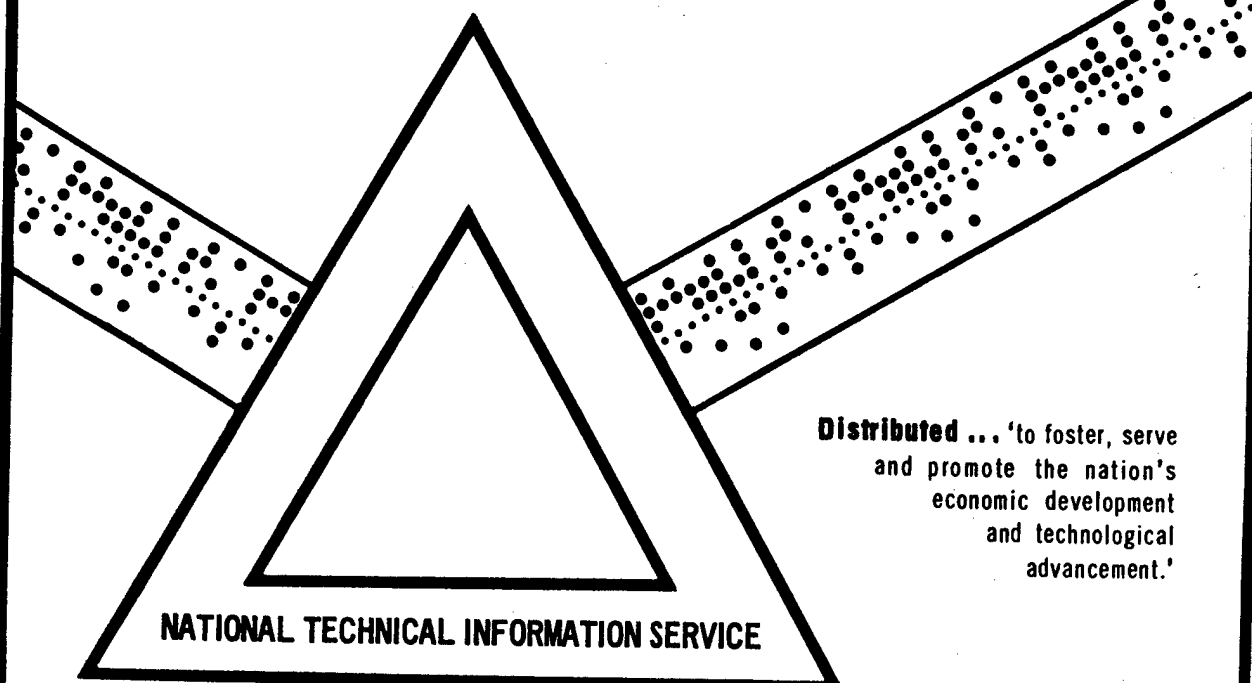 Distributed ... 'to foster, serve
and promote the nation's
economic development
and technological
advancement.'
NATIONAL TECHNICAL INFORMATION SERVICE